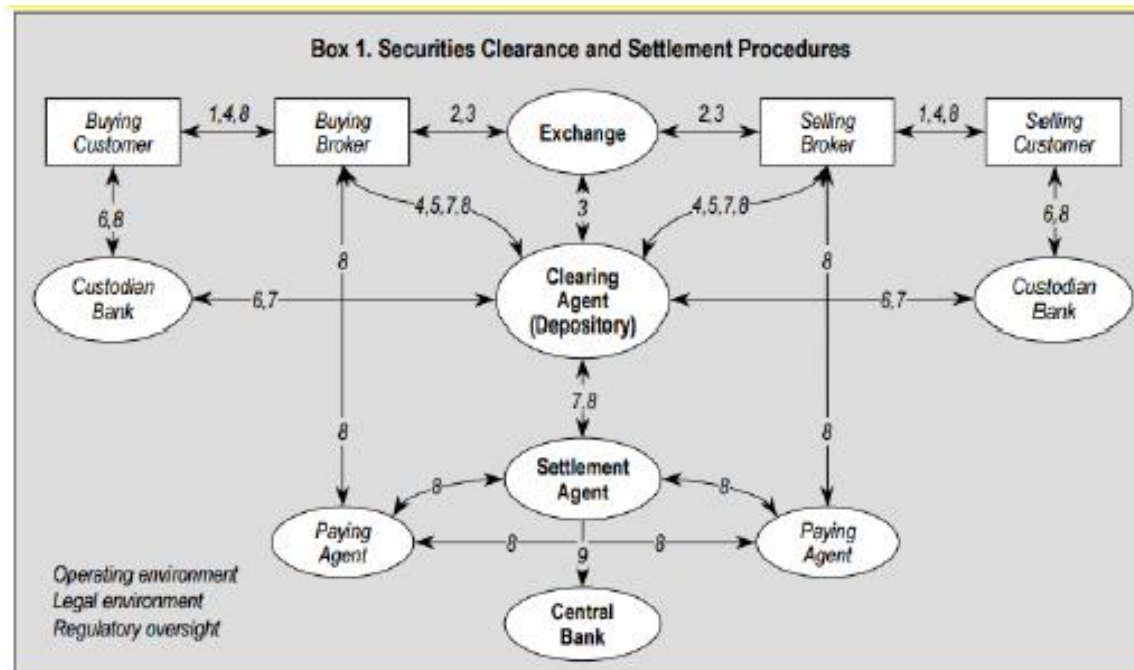 Box 1. Securities Clearance and Settlement Procedures
Buying
Customer
1,4,8
Buying
Broker
2,3
Exchange
2,3
Selling
Broker
1,4,8
Selling
Customer
6,8
4,5,7,8
3
4,5,7,8
6,8
8
8
Custodian
Bank
6,7
Clearing
Agent
(Depository)
6,7
Custodian
Bank
7,8
8
8
Settlement
Agent
8
8
Paying
Agent
8
9
8
Paying
Agent
Operating environment
Legal environment
Regulatory oversight
Central
Bank